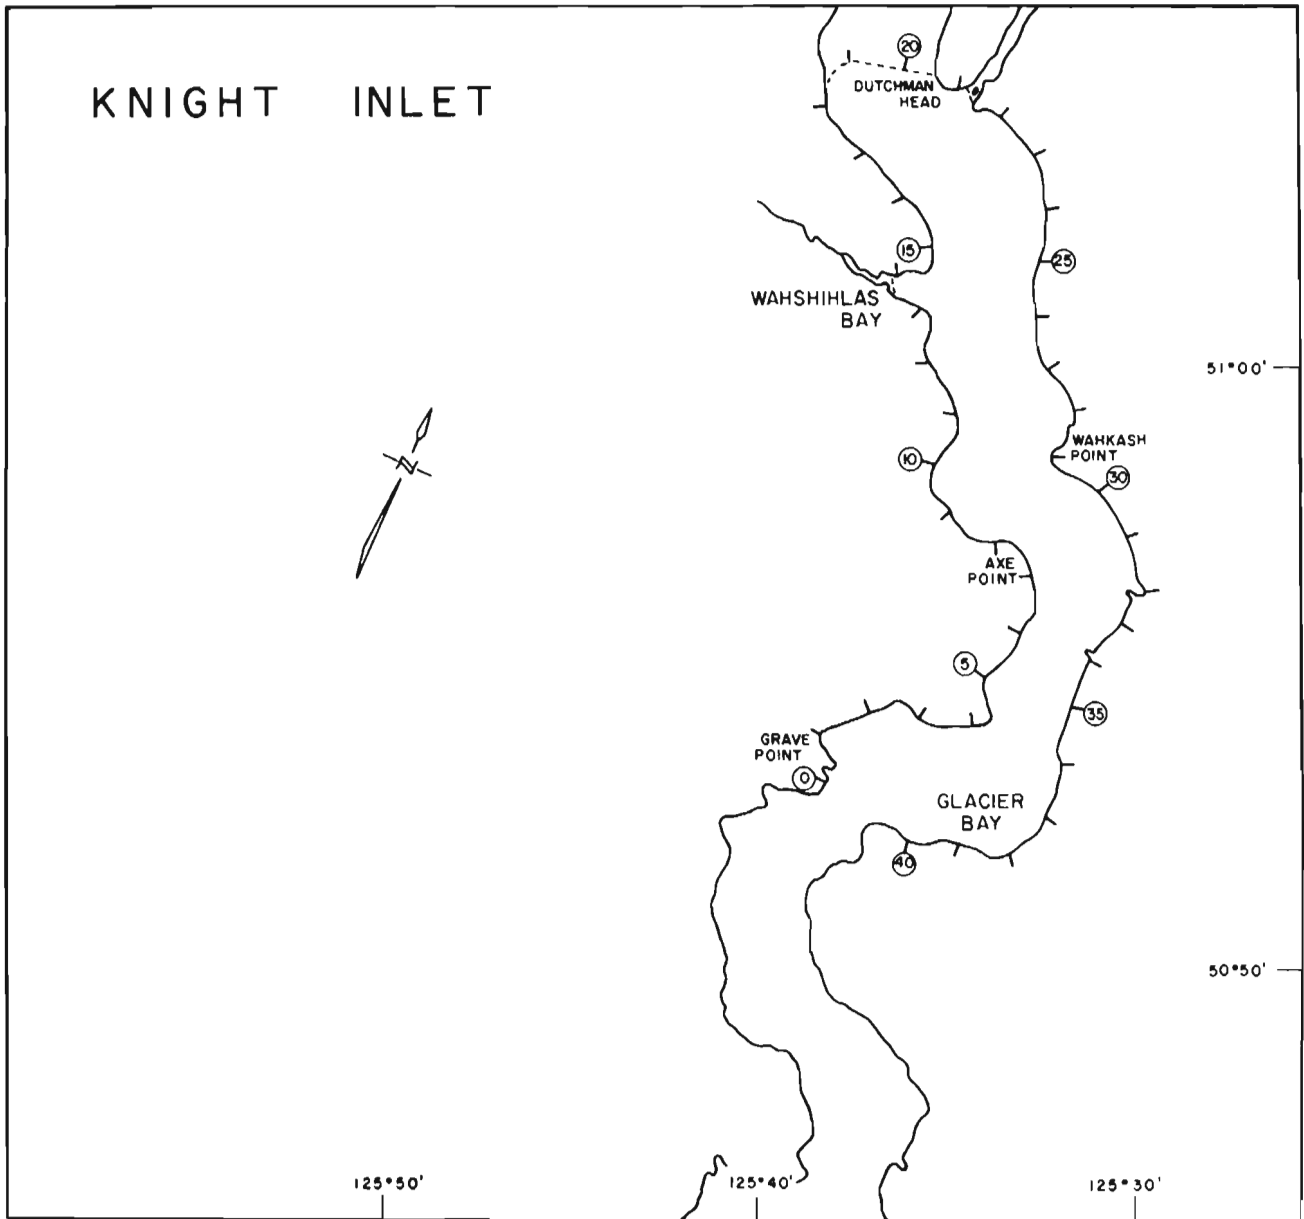 KNIGHT INLET
20
DUTCHMAN
HEAD
15
25
WAHSHIHLAS
BAY
51°00'
N
WAHKASH
POINT
10
30
AXE
POINT
5
35
GRAVE
POINT
0
GLACIER
BAY
40
50°50'
125°50'
125°40'
125°30'